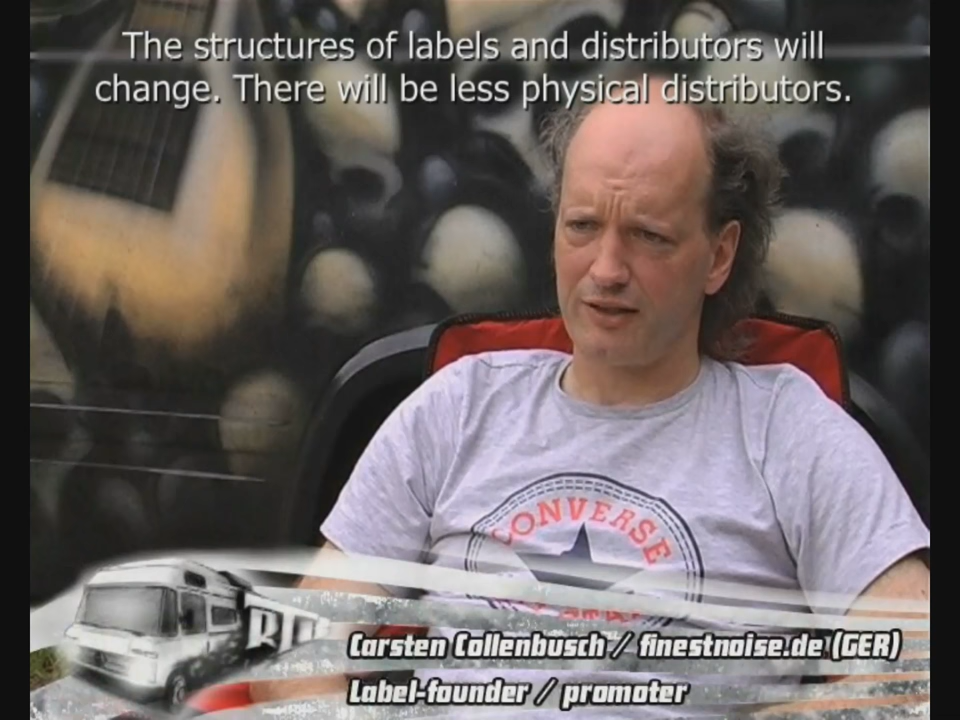 The structures of labels and distributors will
change. There will be less physical distributors.
CONVERSE
Carsten Collenbusch / finestnoise.de (GER)
Label-founder / promoter